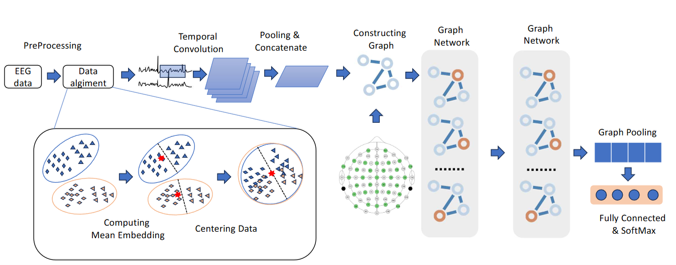 PreProcessing
EEG
data
Data
algiment
Temporal
Convolution
Pooling &
Concatenate
Constructing
Graph
Graph
Network
Graph
Network
Graph Pooling
Fully Connected
& SoftMax
Computing
Mean Embedding
Centering Data